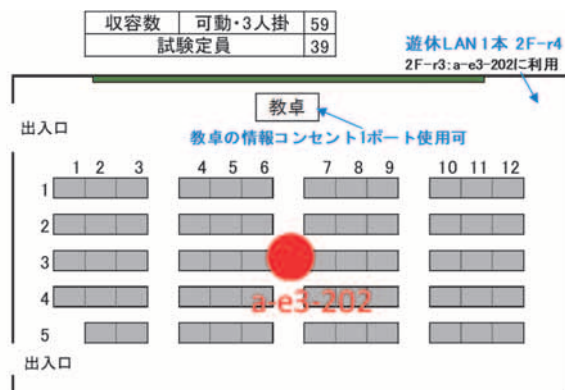 収容数 可動・3人掛 59
試験定員 39
遊休LAN1本 2F-r4
2F-r3:a-e3-202に利用
教卓
出入口
教卓の情報コンセント1ポート使用可
1 2 3 4 5 6 7 8 9 10 11 12
1
2
3
a-e3-202
4
5
出入口